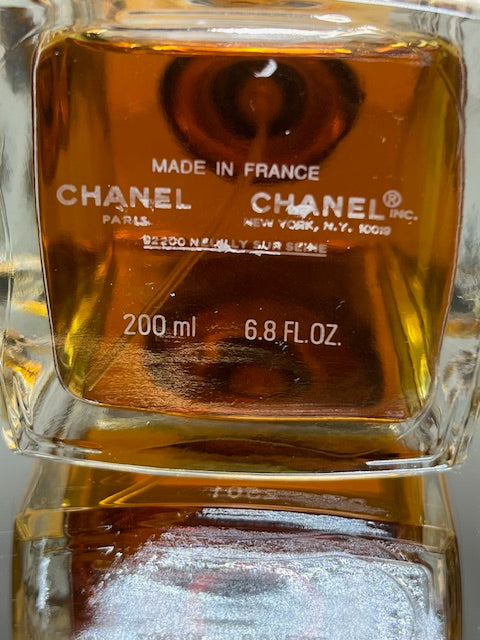 MADE IN FRANCE
CHANEL CHANEL® INC.
PARIS NEW YORK, N.Y. 10019
92200 NEUILLY SUR SEINE
200 ml 6.8 FL.OZ.